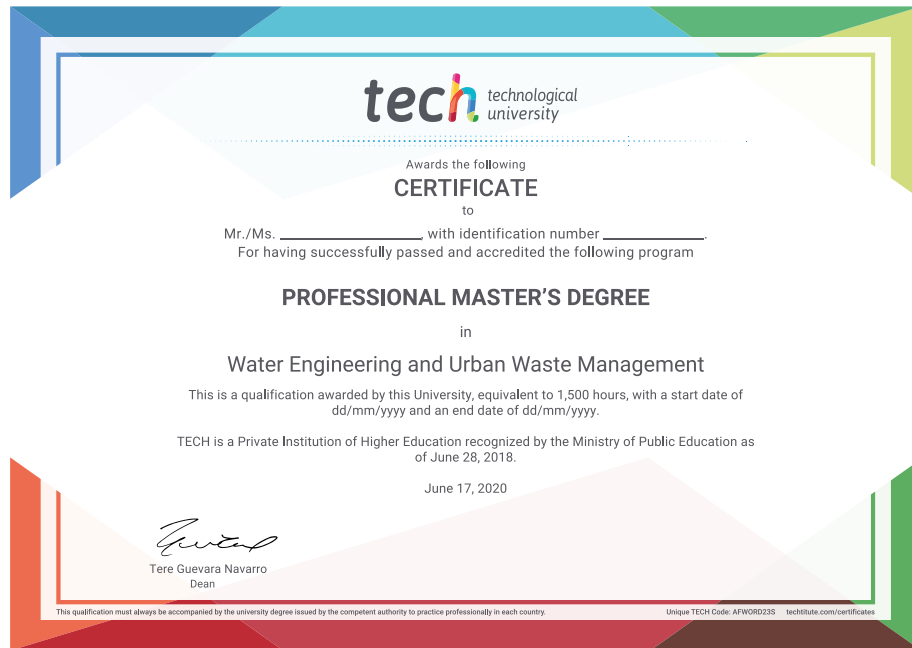 tech technological
university
Awards the following
CERTIFICATE
to
Mr./Ms. ____________________, with identification number ______________.
For having successfully passed and accredited the following program
PROFESSIONAL MASTER'S DEGREE
in
Water Engineering and Urban Waste Management
This is a qualification awarded by this University, equivalent to 1,500 hours, with a start date of
dd/mm/yyyy and an end date of dd/mm/yyyy.
TECH is a Private Institution of Higher Education recognized by the Ministry of Public Education as
of June 28, 2018.
June 17, 2020
Tere Guevara Navarro
Dean
This qualification must always be accompanied by the university degree issued by the competent authority to practice professionally in each country. Unique TECH Code: AFWORD23S techtitute.com/certificates